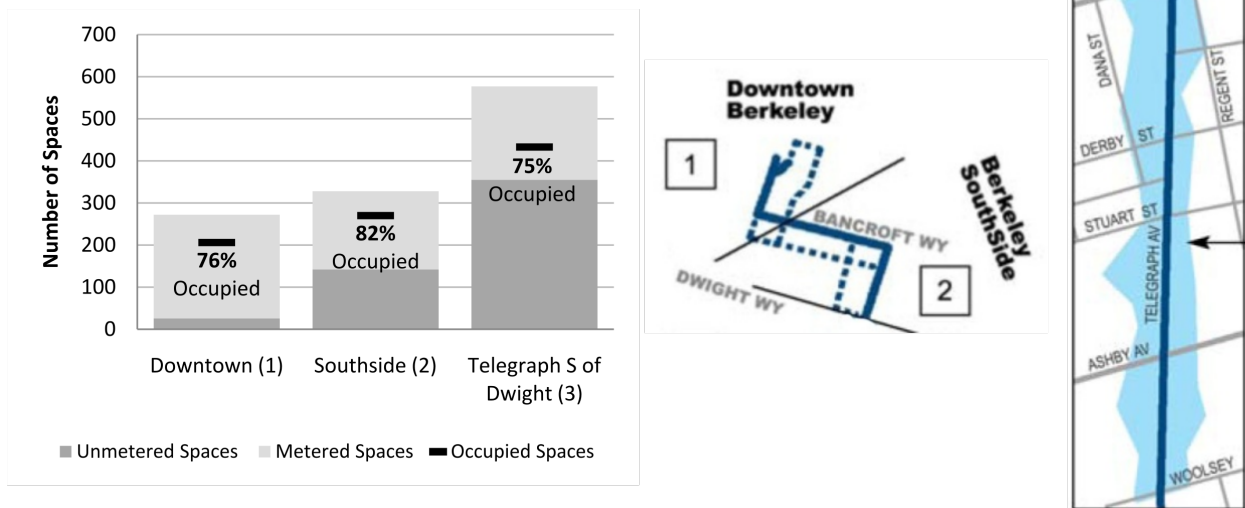 Number of Spaces
700
600
500
400
300
200
100
0
76%
Occupied
82%
Occupied
75%
Occupied
Downtown (1)
Southside (2)
Telegraph S of
Dwight (3)
Unmetered Spaces
Metered Spaces
Occupied Spaces
Downtown
Berkeley
1
Berkeley
SouthSide
BANCROFT WY
DWIGHT WY
2
DANA ST
REGENT ST
DERBY ST
STUART ST
TELEGRAPH AV
ASHBY AV
WOOLSEY